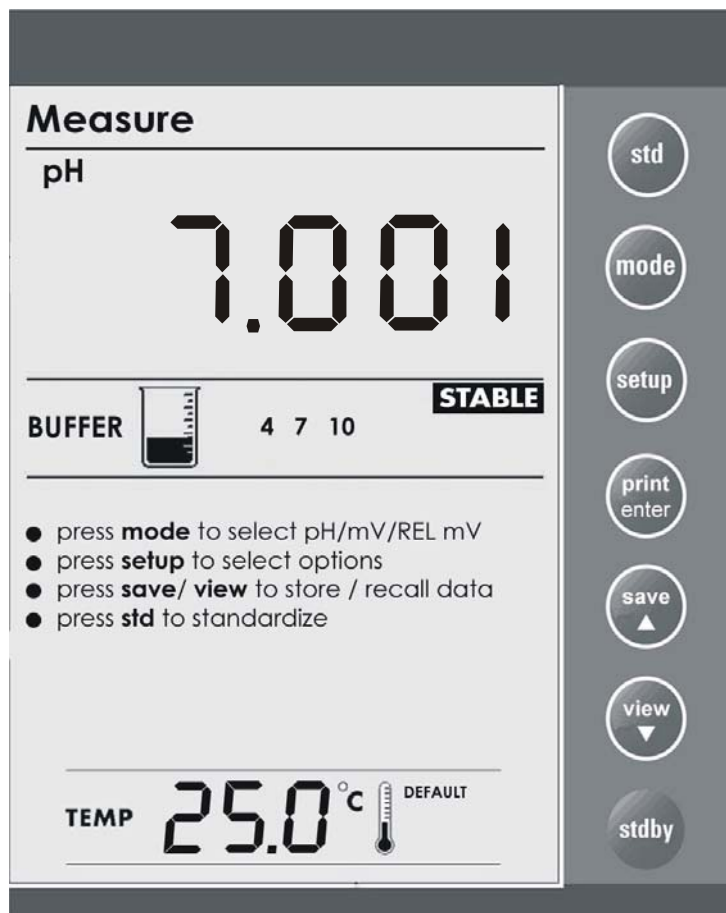 Measure
pH
7.001
STABLE
BUFFER 4 7 10
● press mode to select pH/mV/REL mV
● press setup to select options
● press save/ view to store / recall data
● press std to standardize
TEMP 25.0 °C DEFAULT
std
mode
setup
print
enter
save
▲
view
▼
stdby